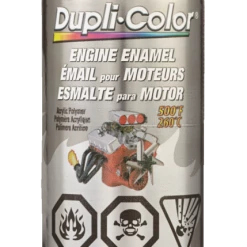 Dupli-Color®
ENGINE ENAMEL
ÉMAIL pour MOTEURS
ESMALTE para MOTOR
Acrylic Polymer
Polymère Acrylique
Polímero Acrílico
500°F
260°C